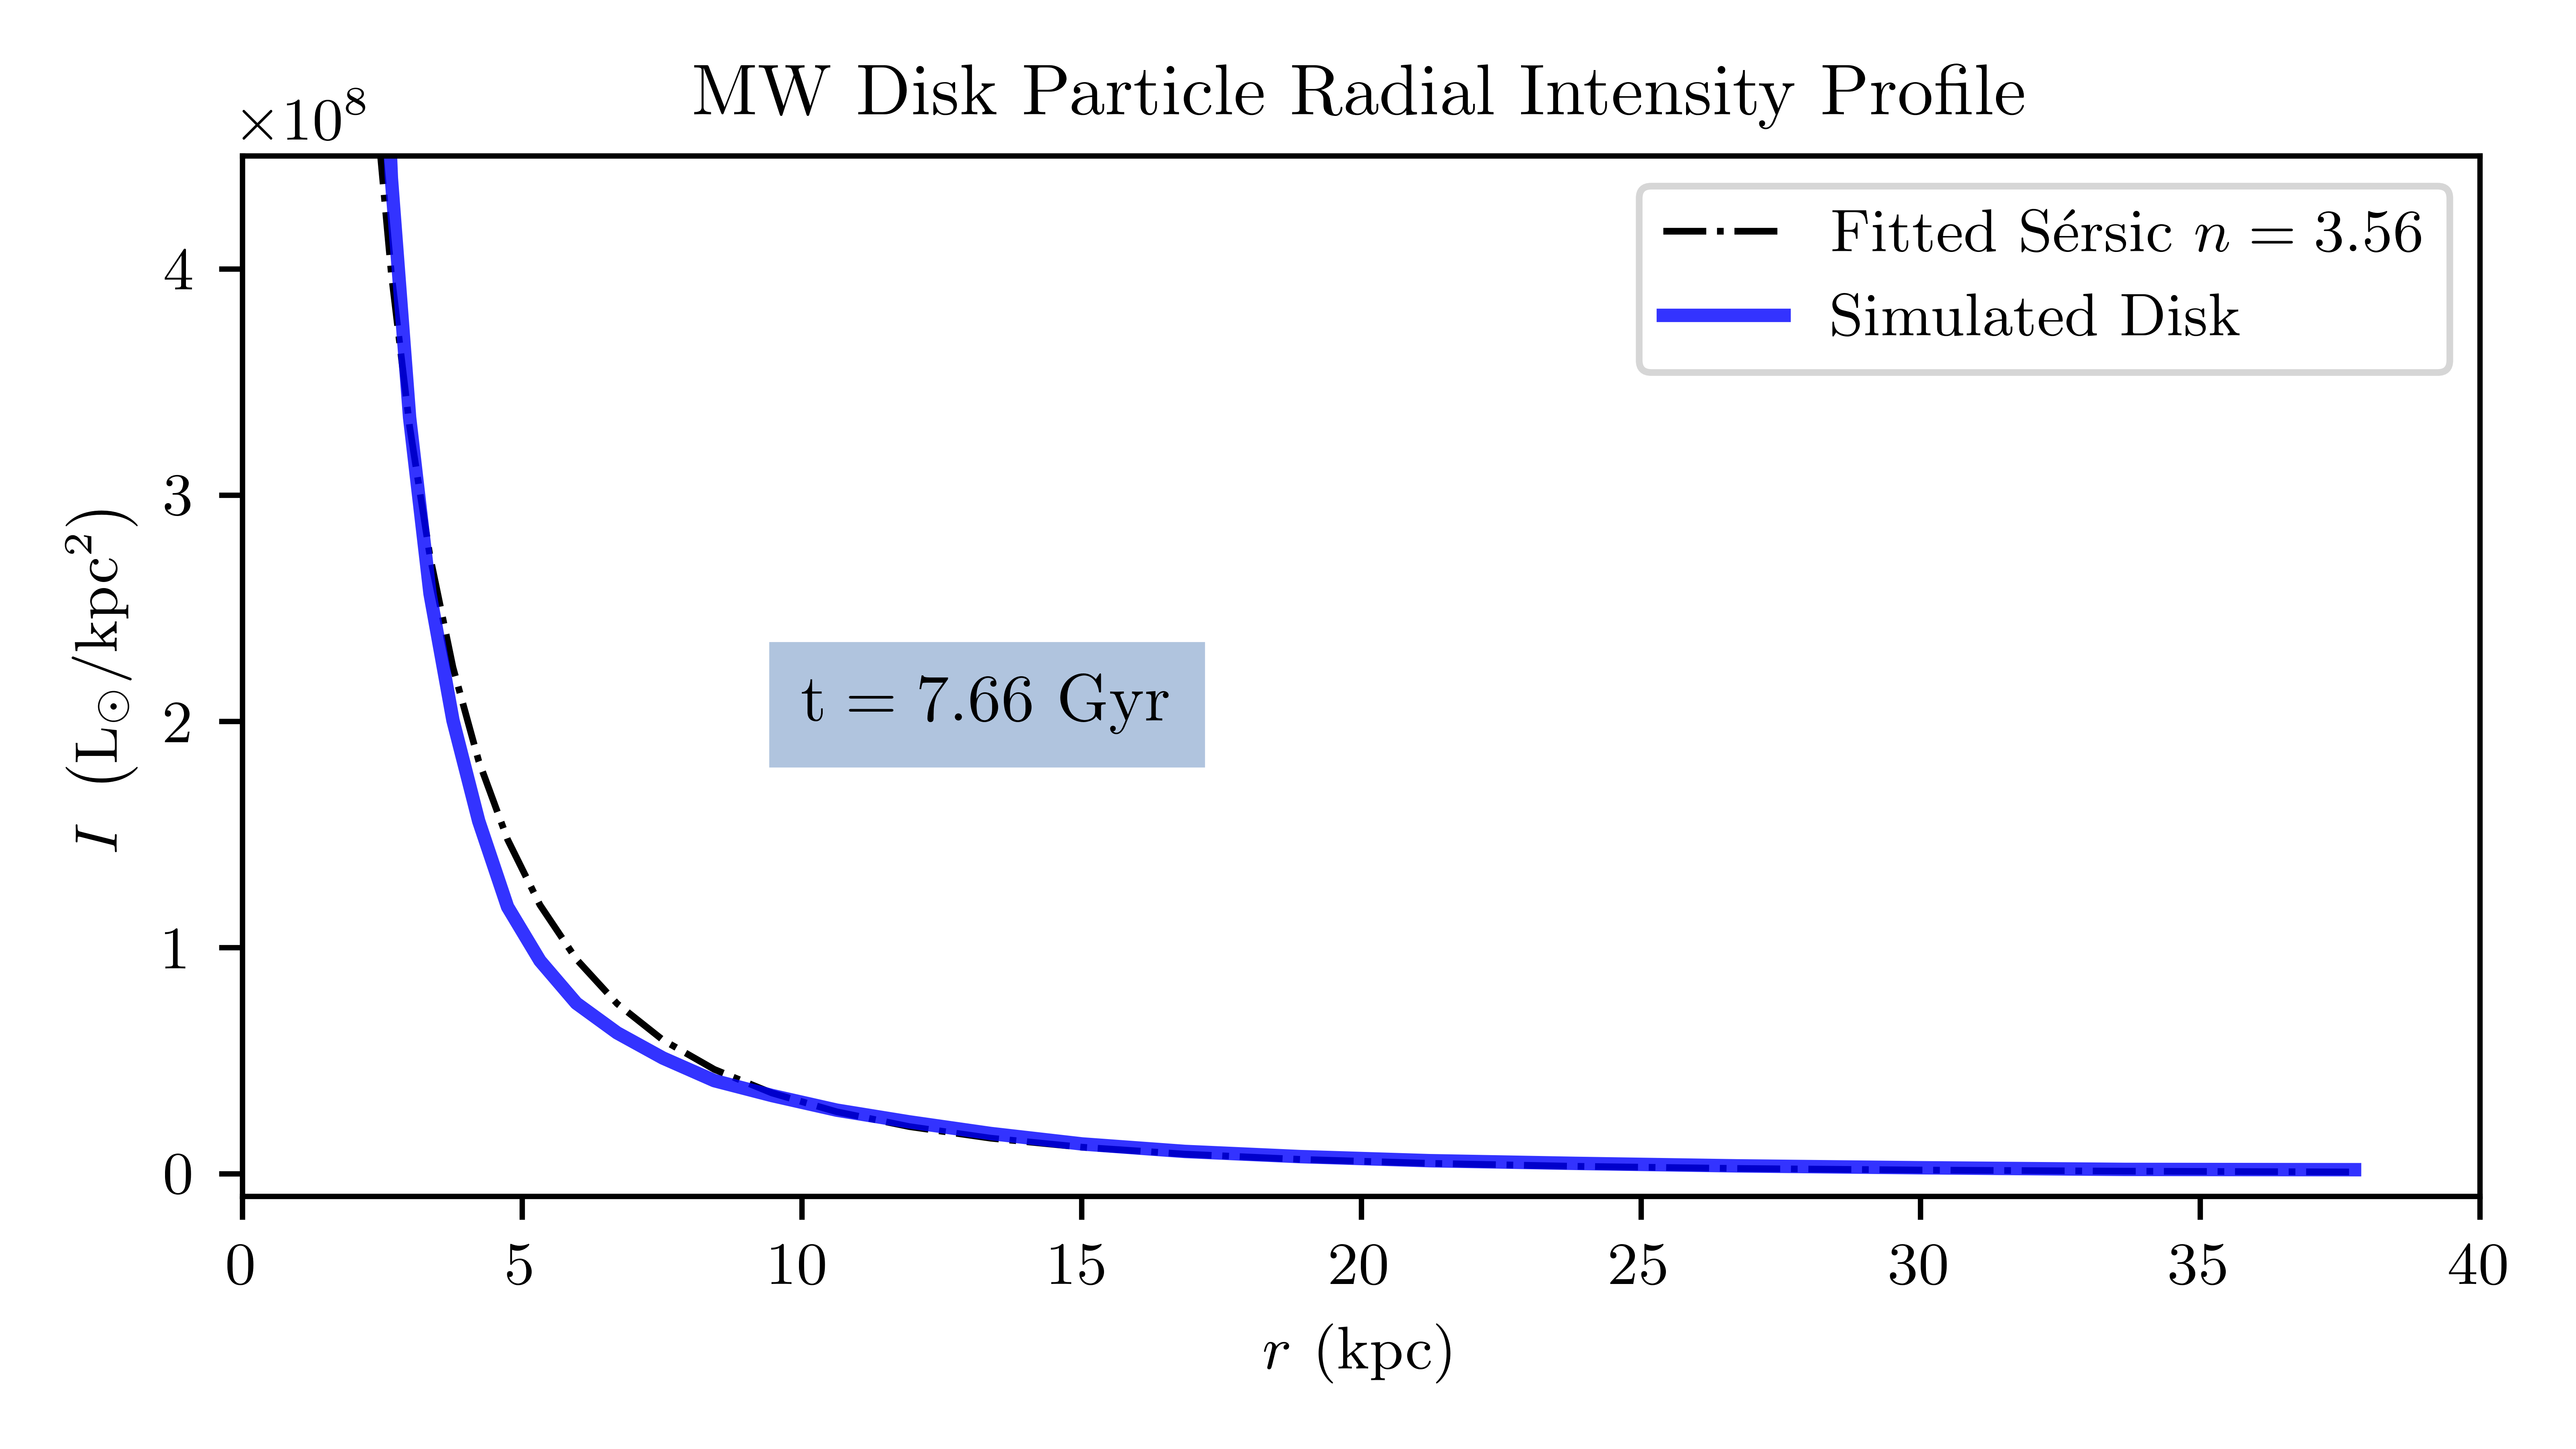 MW Disk Particle Radial Intensity Profile
×10⁸
Fitted Sérsic n = 3.56
Simulated Disk
t = 7.66 Gyr
I (L⊙/kpc²)
4
3
2
1
0
0 5 10 15 20 25 30 35 40
r (kpc)